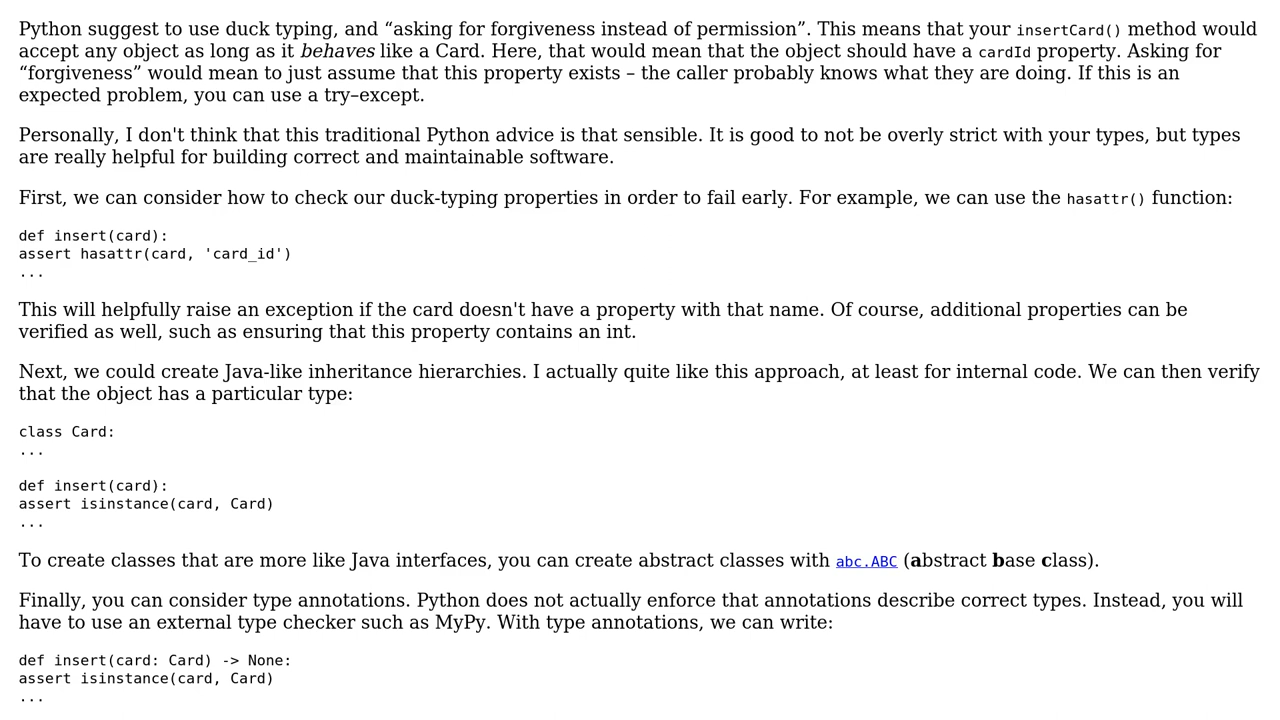 Python suggest to use duck typing, and “asking for forgiveness instead of permission”. This means that your insertCard() method would
accept any object as long as it behaves like a Card. Here, that would mean that the object should have a cardId property. Asking for
“forgiveness” would mean to just assume that this property exists – the caller probably knows what they are doing. If this is an
expected problem, you can use a try–except.
Personally, I don't think that this traditional Python advice is that sensible. It is good to not be overly strict with your types, but types
are really helpful for building correct and maintainable software.
First, we can consider how to check our duck-typing properties in order to fail early. For example, we can use the hasattr() function:
def insert(card):
assert hasattr(card, 'card_id')
...
This will helpfully raise an exception if the card doesn't have a property with that name. Of course, additional properties can be
verified as well, such as ensuring that this property contains an int.
Next, we could create Java-like inheritance hierarchies. I actually quite like this approach, at least for internal code. We can then verify
that the object has a particular type:
class Card:
...
def insert(card):
assert isinstance(card, Card)
...
To create classes that are more like Java interfaces, you can create abstract classes with abc.ABC (abstract base class).
Finally, you can consider type annotations. Python does not actually enforce that annotations describe correct types. Instead, you will
have to use an external type checker such as MyPy. With type annotations, we can write:
def insert(card: Card) -> None:
assert isinstance(card, Card)
...